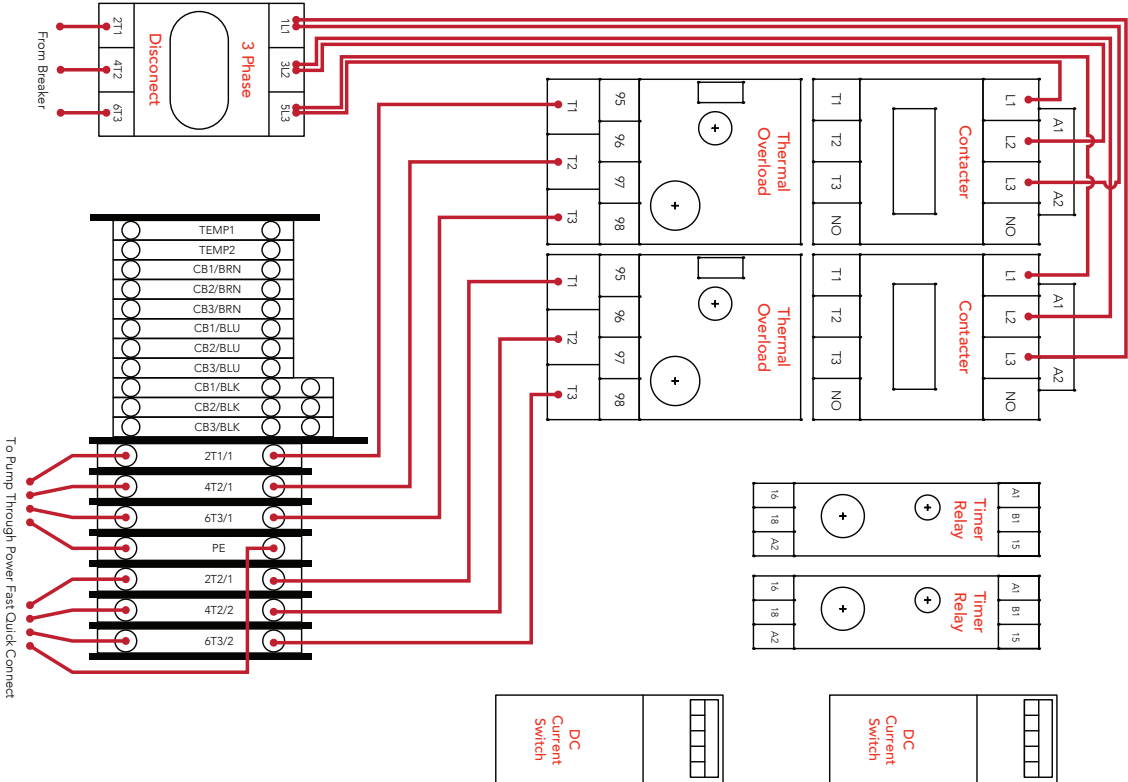 2T1
4T2
6T3
Disconect
3 Phase
1L1
3L2
5L3
From Breaker
T1
T2
T3
95
96
97
98
Thermal
Overload
T1
T2
T3
NO
Contacter
L1
L2
L3
NO
A1
A2
T1
T2
T3
95
96
97
98
Thermal
Overload
T1
T2
T3
NO
Contacter
L1
L2
L3
NO
A1
A2
TEMP1
TEMP2
CB1/BRN
CB2/BRN
CB3/BRN
CB1/BLU
CB2/BLU
CB3/BLU
CB1/BLK
CB2/BLK
CB3/BLK
2T1/1
4T2/1
6T3/1
PE
2T2/1
4T2/2
6T3/2
To Pump Through Power Fast Quick Connect
16
18
A2
Timer
Relay
A1
B1
15
16
18
A2
Timer
Relay
A1
B1
15
DC
Current
Switch
DC
Current
Switch